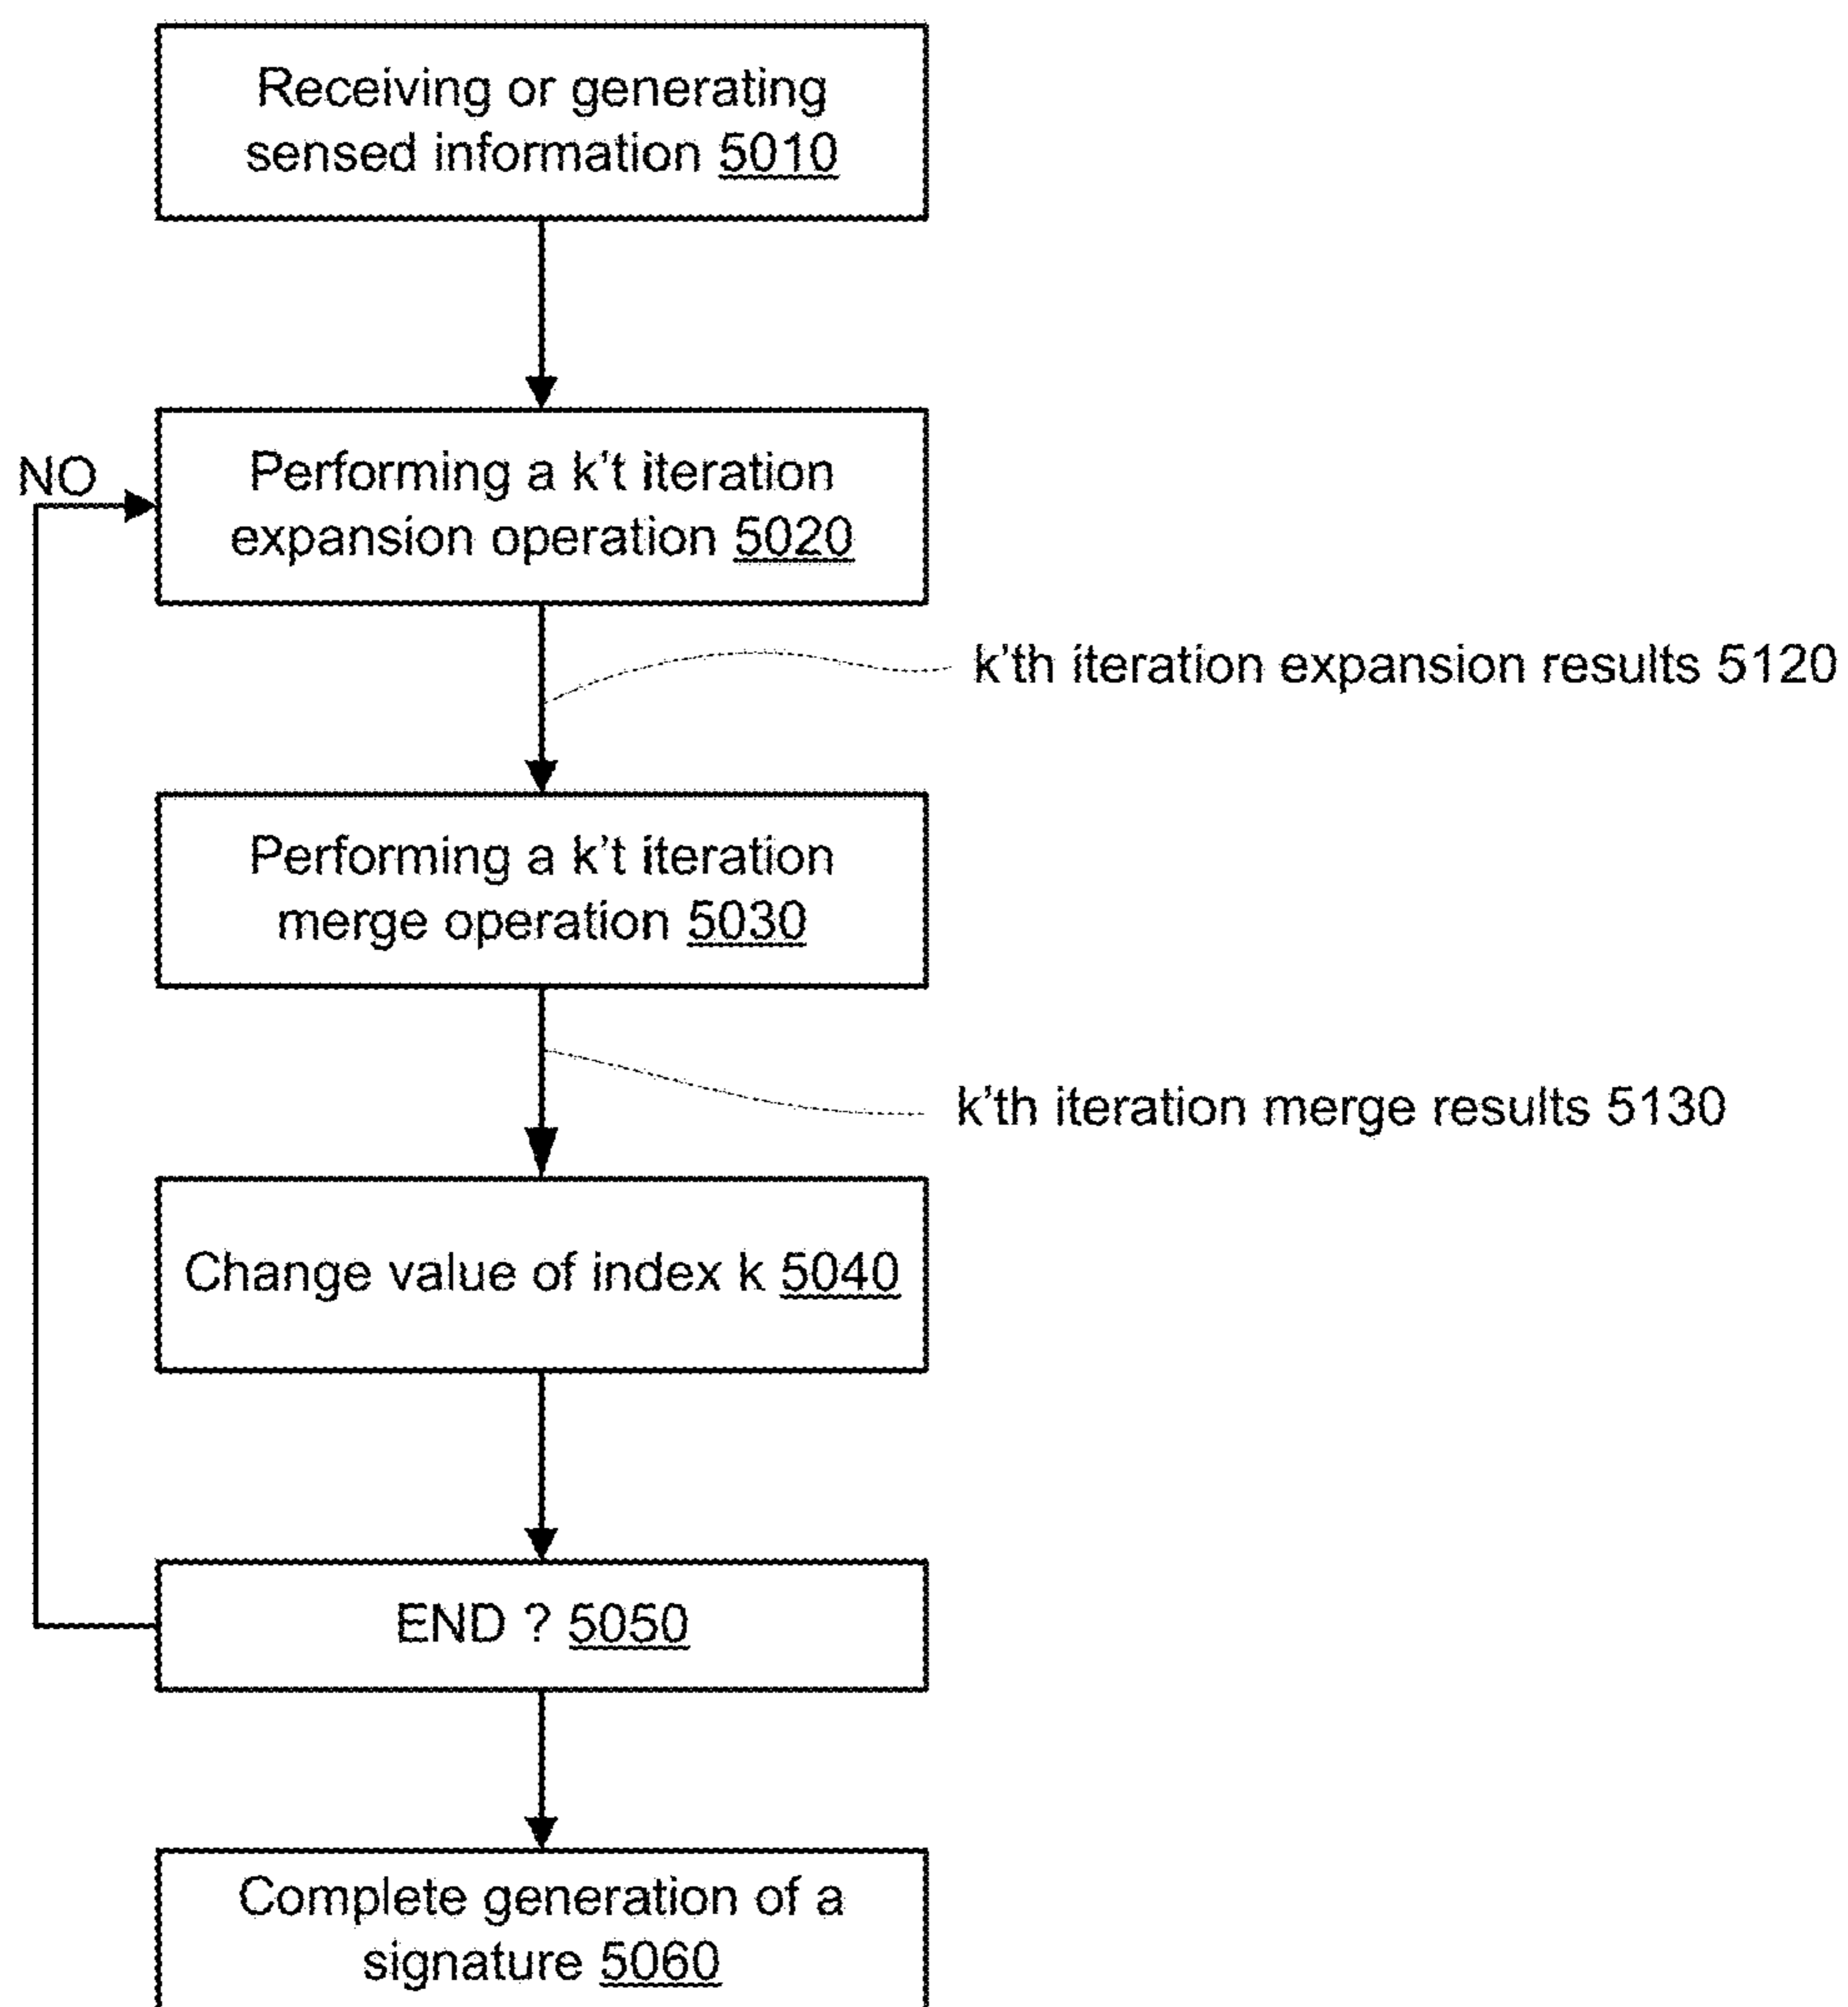 Receiving or generating
sensed information 5010
NO
Performing a k't iteration
expansion operation 5020
k'th iteration expansion results 5120
Performing a k't iteration
merge operation 5030
k'th iteration merge results 5130
Change value of index k 5040
END ? 5050
Complete generation of a
signature 5060